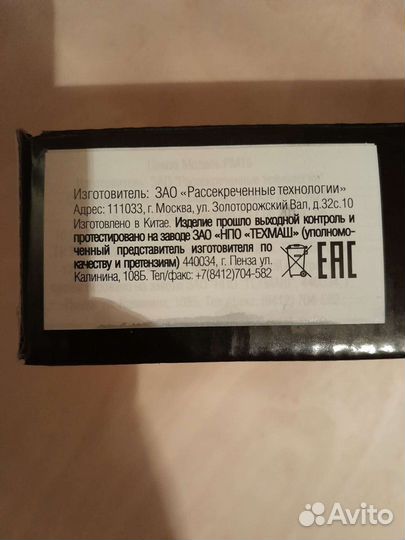 Изготовитель: ЗАО «Рассекреченные технологии»
Адрес: 111033, г. Москва, ул. Золоторожский Вал, д.32с.10
Изготовлено в Китае. Изделие прошло выходной контроль и
протестировано на заводе ЗАО «НПО «ТЕХМАШ» (уполномо-
ченный представитель изготовителя по
качеству и претензиям) 440034, г. Пенза ул.
Калинина, 108Б. Тел/факс: +7(8412)704-582
ЕАС
Avito